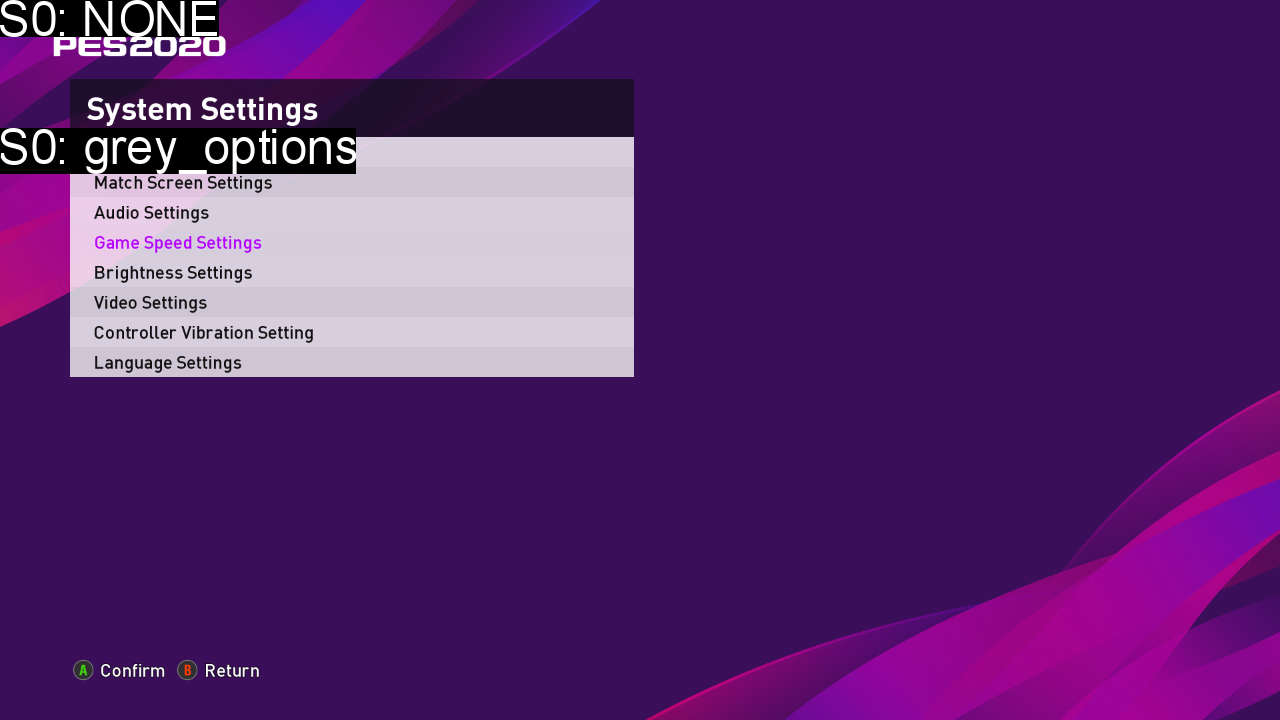 S0: NONE
PES2020
System Settings
S0: grey_options
Match Screen Settings
Audio Settings
Game Speed Settings
Brightness Settings
Video Settings
Controller Vibration Setting
Language Settings
A Confirm B Return